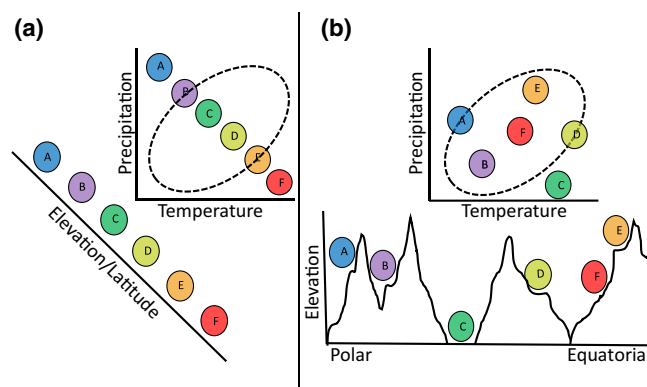 (a)
A
B
C
D
E
F
Precipitation
Temperature
A
B
C
D
E
F
Elevation/Latitude
(b)
E
A
D
F
B
C
Precipitation
Temperature
A
B
C
D
E
F
Elevation
Polar
Equatoria